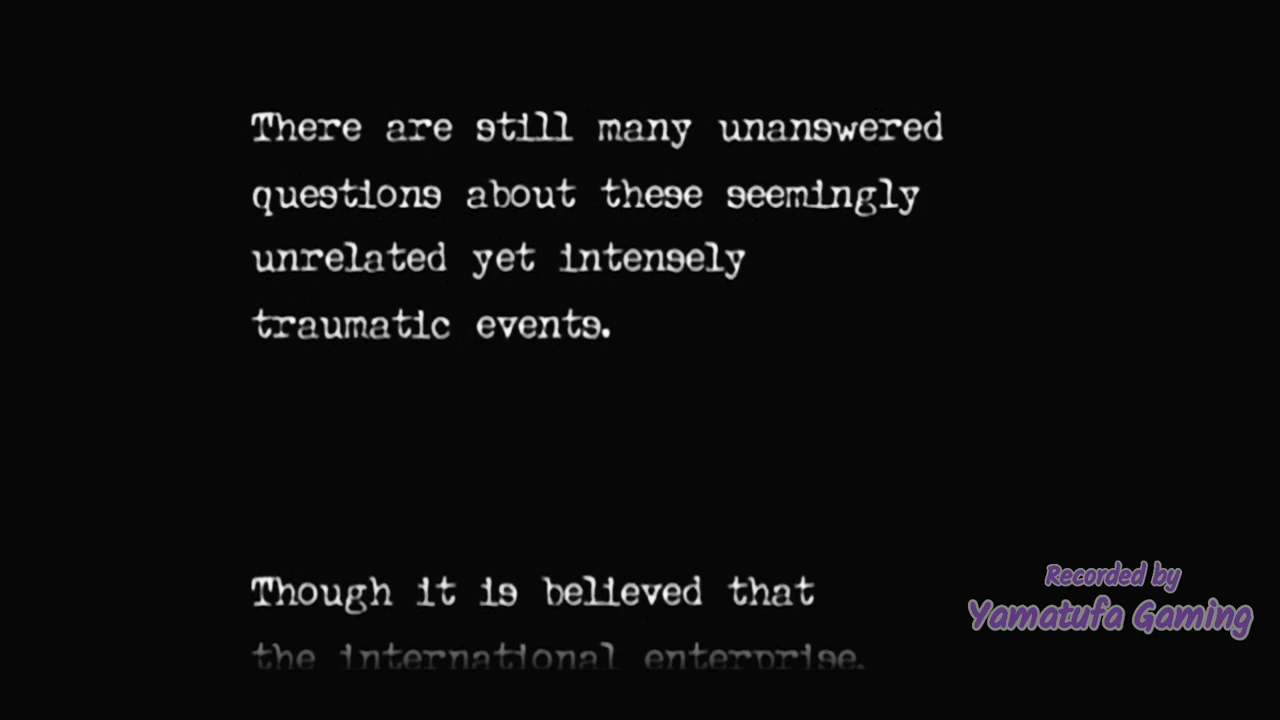 There are still many unanswered
questions about these seemingly
unrelated yet intensely
traumatic events.
Though it is believed that
the international enterprise,
Recorded by
Yamatufa Gaming